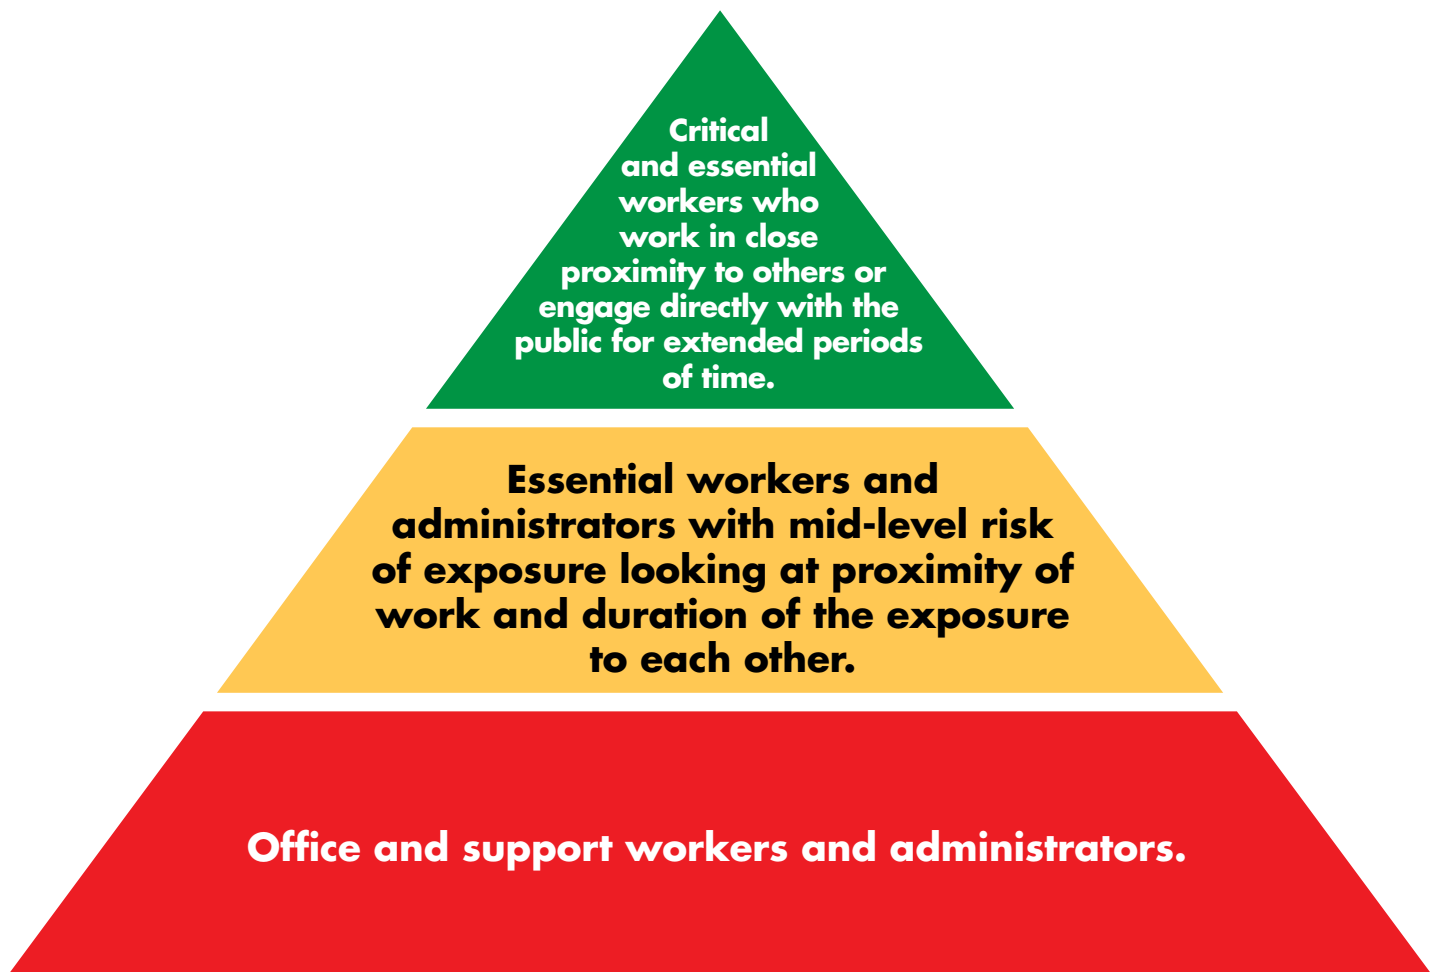 Critical
and essential
workers who
work in close
proximity to others or
engage directly with the
public for extended periods
of time.
Essential workers and
administrators with mid-level risk
of exposure looking at proximity of
work and duration of the exposure
to each other.
Office and support workers and administrators.